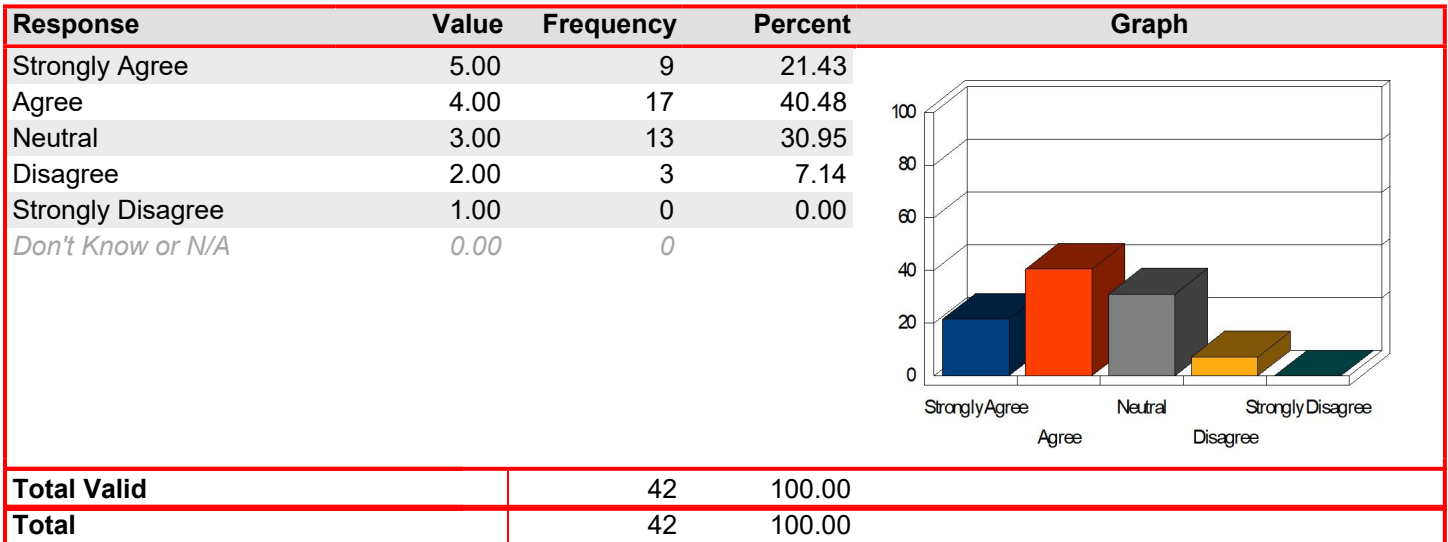 Response Value Frequency Percent Graph
Strongly Agree 5.00 9 21.43
Agree 4.00 17 40.48
Neutral 3.00 13 30.95
Disagree 2.00 3 7.14
Strongly Disagree 1.00 0 0.00
Don't Know or N/A 0.00 0
100
80
60
40
20
0
Strongly Agree Neutral Strongly Disagree
Agree Disagree
Total Valid 42 100.00
Total 42 100.00